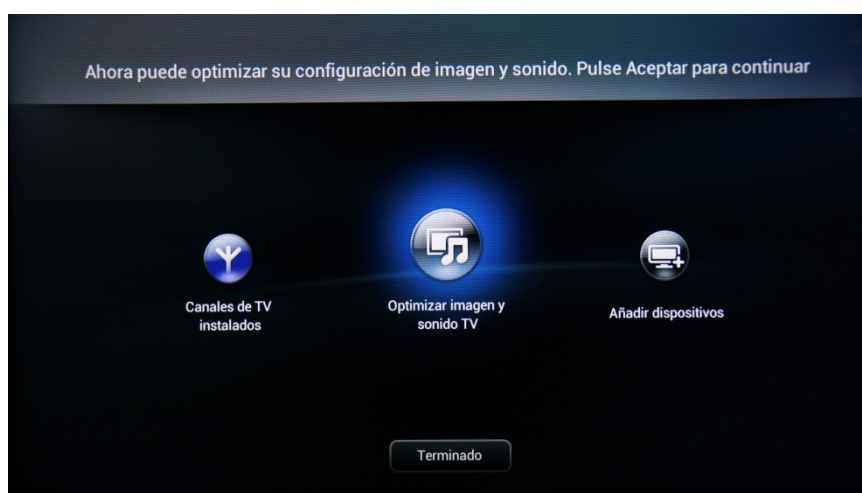 Ahora puede optimizar su configuración de imagen y sonido. Pulse Aceptar para continuar
Canales de TV
instalados
Optimizar imagen y
sonido TV
Añadir dispositivos
Terminado